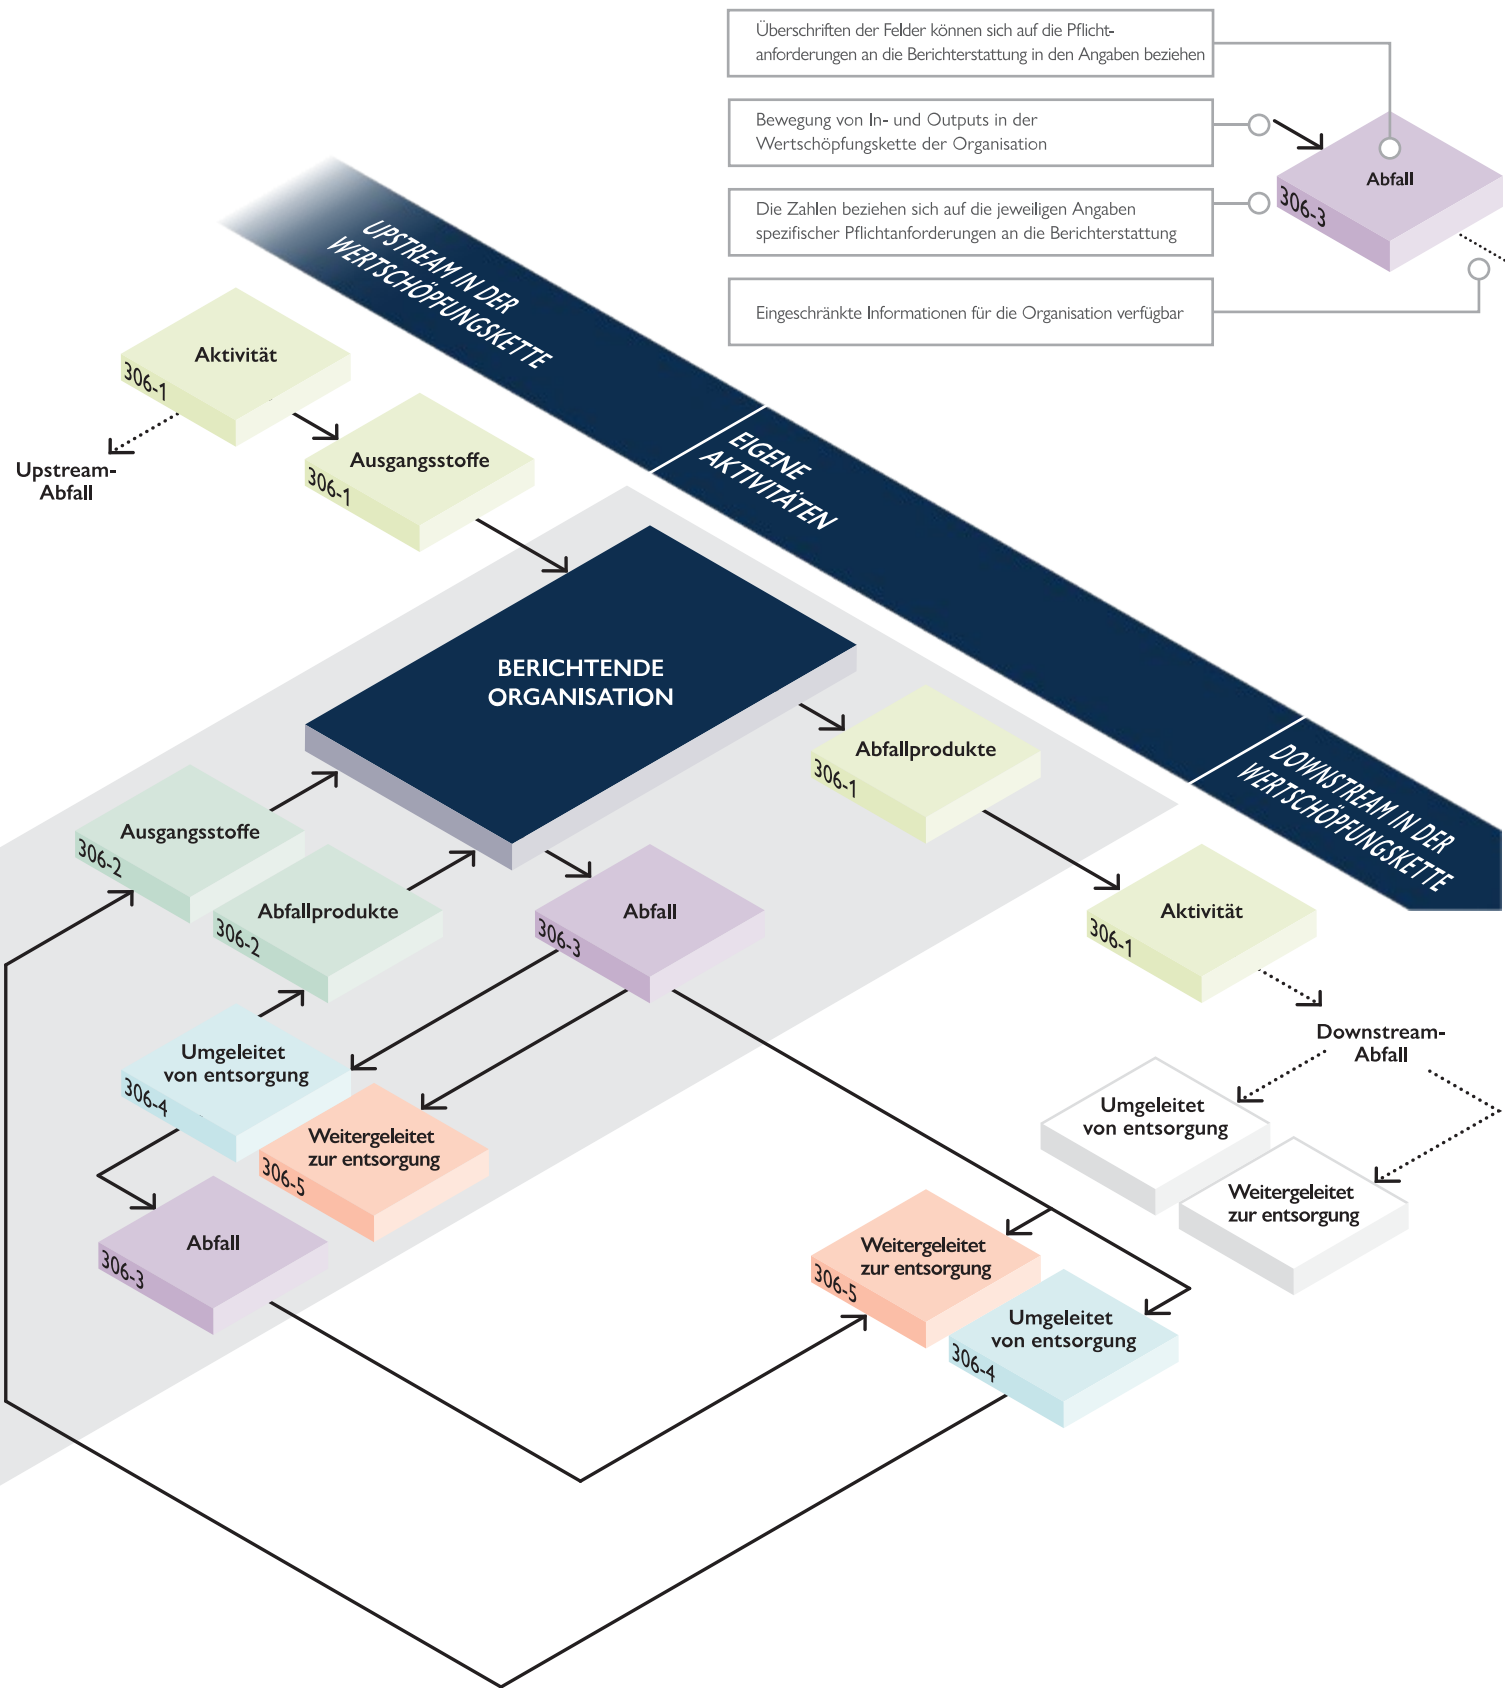 Überschriften der Felder können sich auf die Pflicht-
anforderungen an die Berichterstattung in den Angaben beziehen
Bewegung von In- und Outputs in der
Wertschöpfungskette der Organisation
Die Zahlen beziehen sich auf die jeweiligen Angaben
spezifischer Pflichtanforderungen an die Berichterstattung
Eingeschränkte Informationen für die Organisation verfügbar
Abfall
306-3
UPSTREAM IN DER
WERTSCHÖPFUNGSKETTE
EIGENE
AKTIVITÄTEN
DOWNSTREAM IN DER
WERTSCHÖPFUNGSKETTE
Aktivität
306-1
Upstream-
Abfall
Ausgangsstoffe
306-1
BERICHTENDE
ORGANISATION
Abfallprodukte
306-1
Ausgangsstoffe
306-2
Abfallprodukte
306-2
Abfall
306-3
Aktivität
306-1
Downstream-
Abfall
Umgeleitet
von entsorgung
306-4
Weitergeleitet
zur entsorgung
306-5
Umgeleitet
von entsorgung
Weitergeleitet
zur entsorgung
Abfall
306-3
Weitergeleitet
zur entsorgung
306-5
Umgeleitet
von entsorgung
306-4